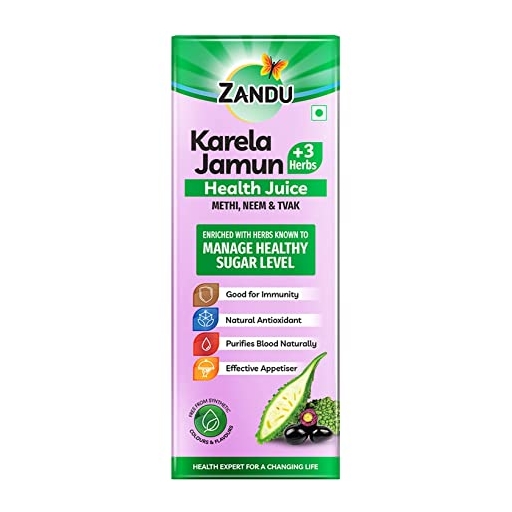 ZANDU
Karela
Jamun
+3
Herbs
Health Juice
METHI, NEEM & TVAK
ENRICHED WITH HERBS KNOWN TO
MANAGE HEALTHY
SUGAR LEVEL
Good for Immunity
Natural Antioxidant
Purifies Blood Naturally
Effective Appetiser
FREE FROM SYNTHETIC
COLOURS & FLAVOURS
HEALTH EXPERT FOR A CHANGING LIFE